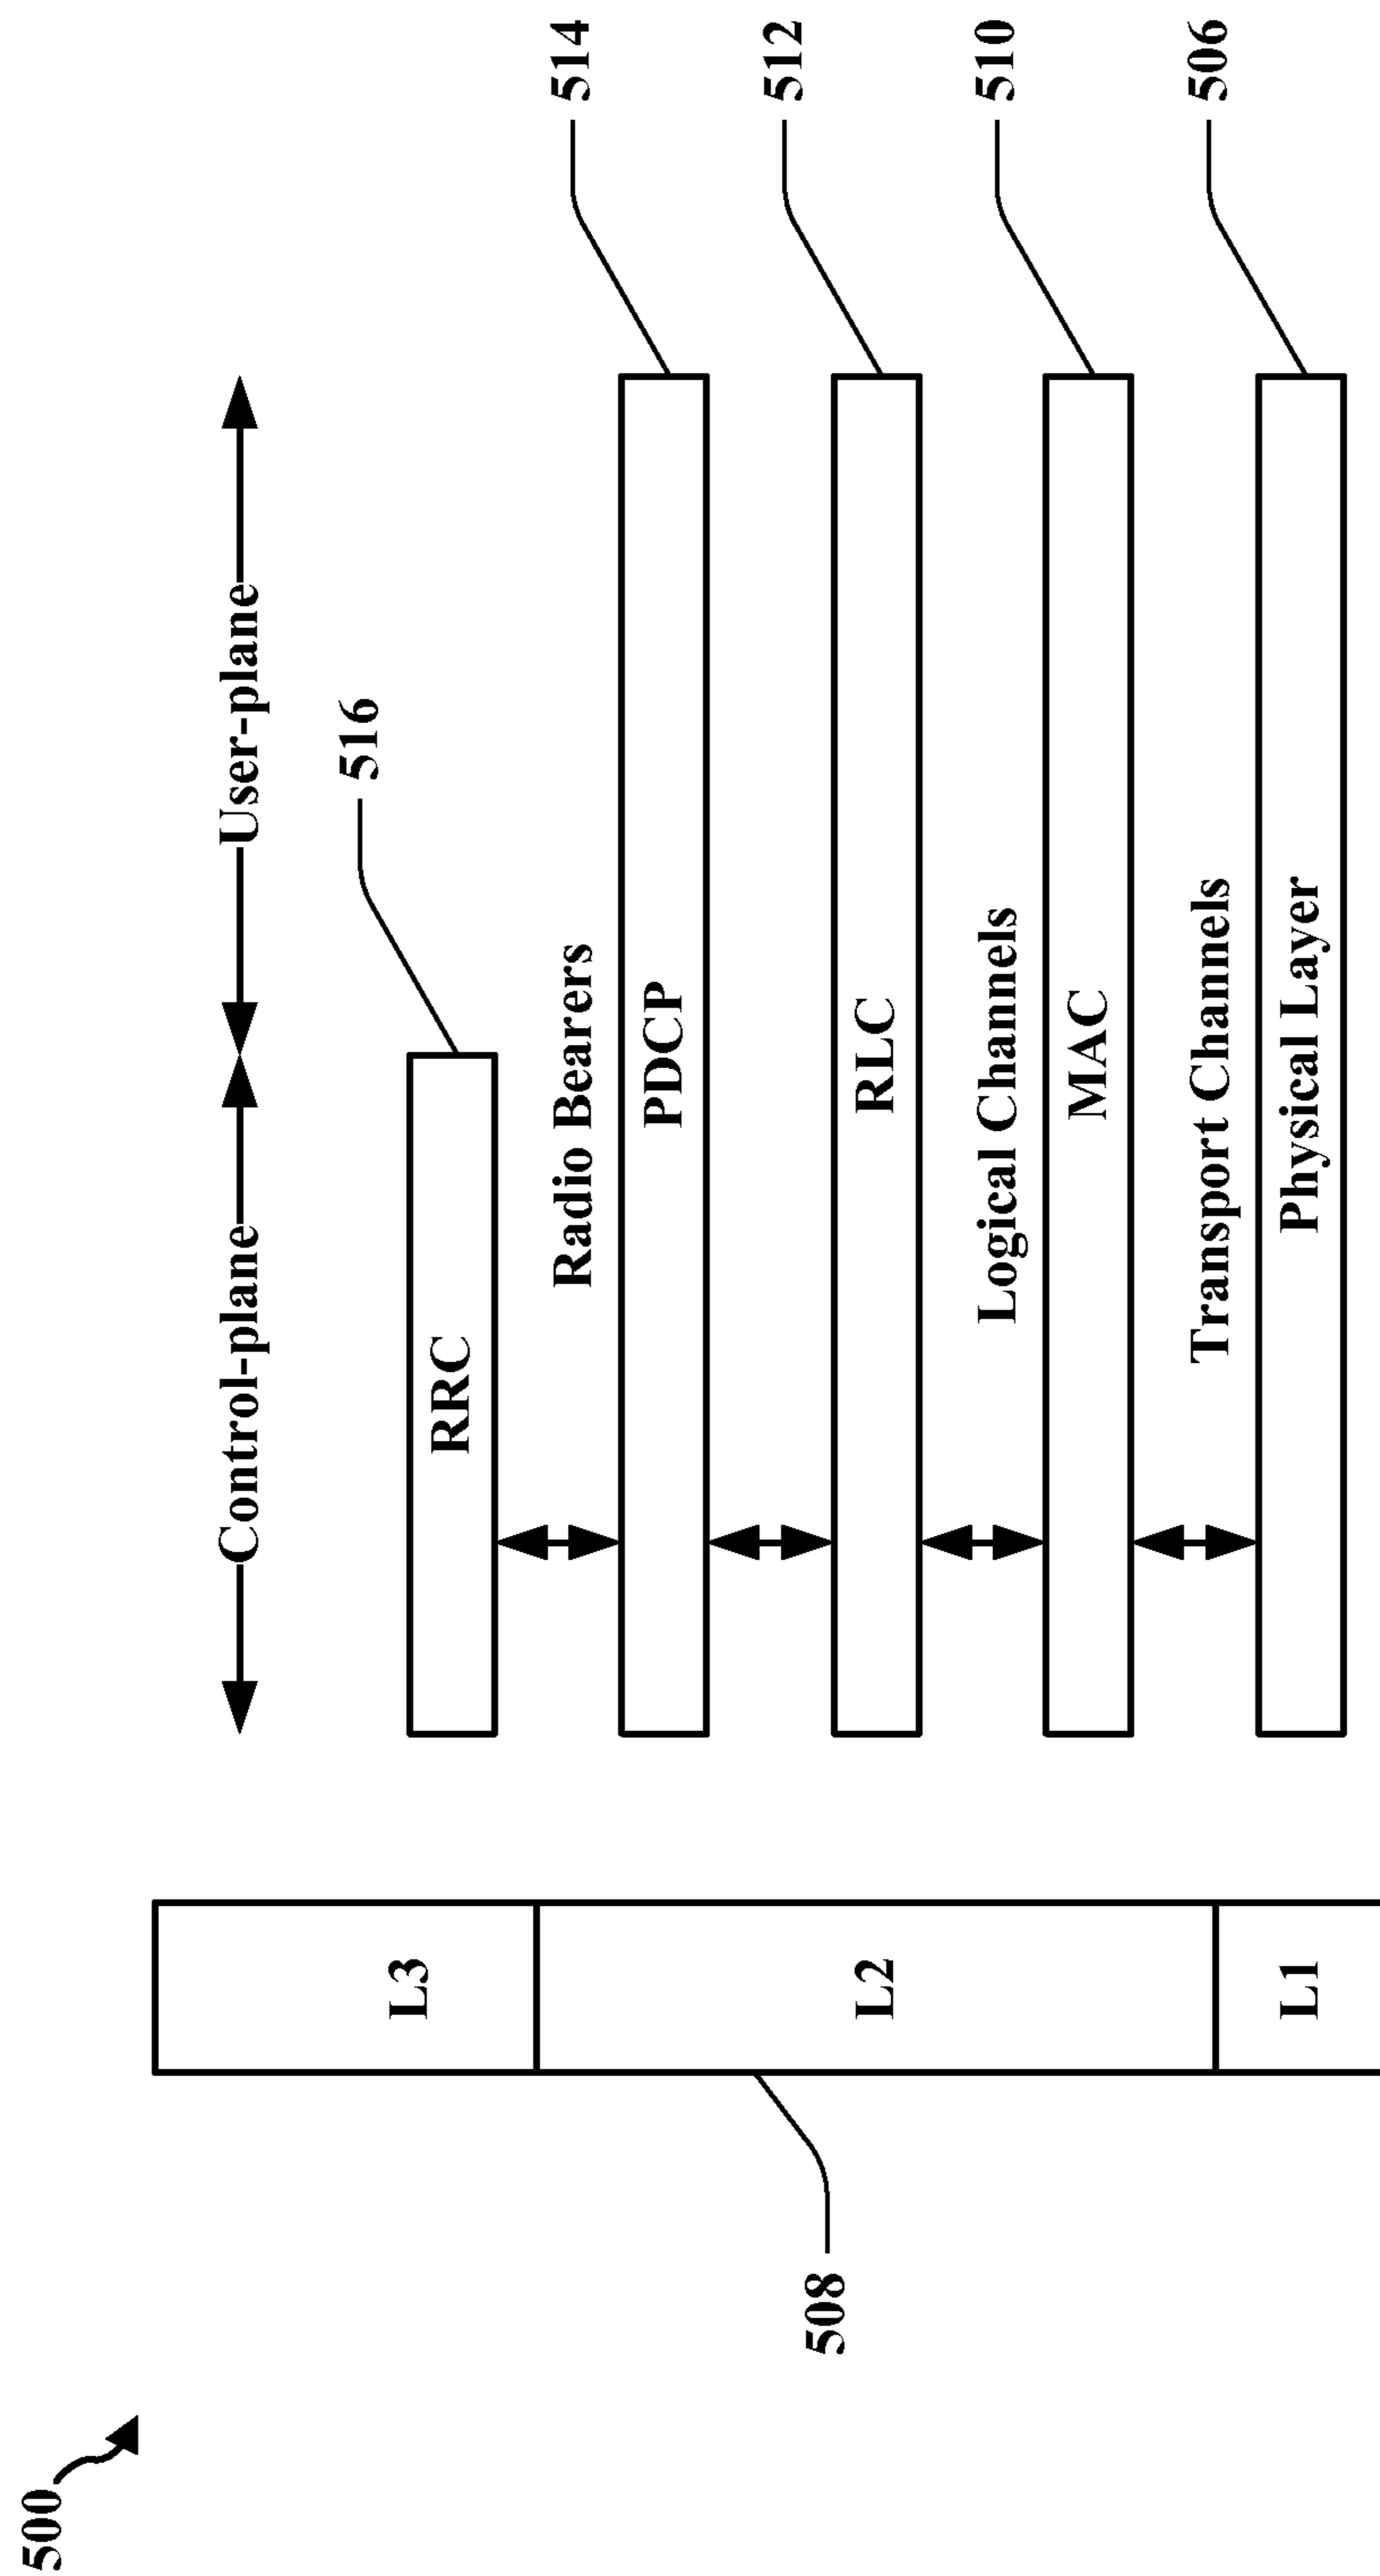 500
Control-plane
User-plane
516
RRC
Radio Bearers
514
L3
PDCP
512
508
L2
RLC
Logical Channels
510
MAC
Transport Channels
506
L1
Physical Layer